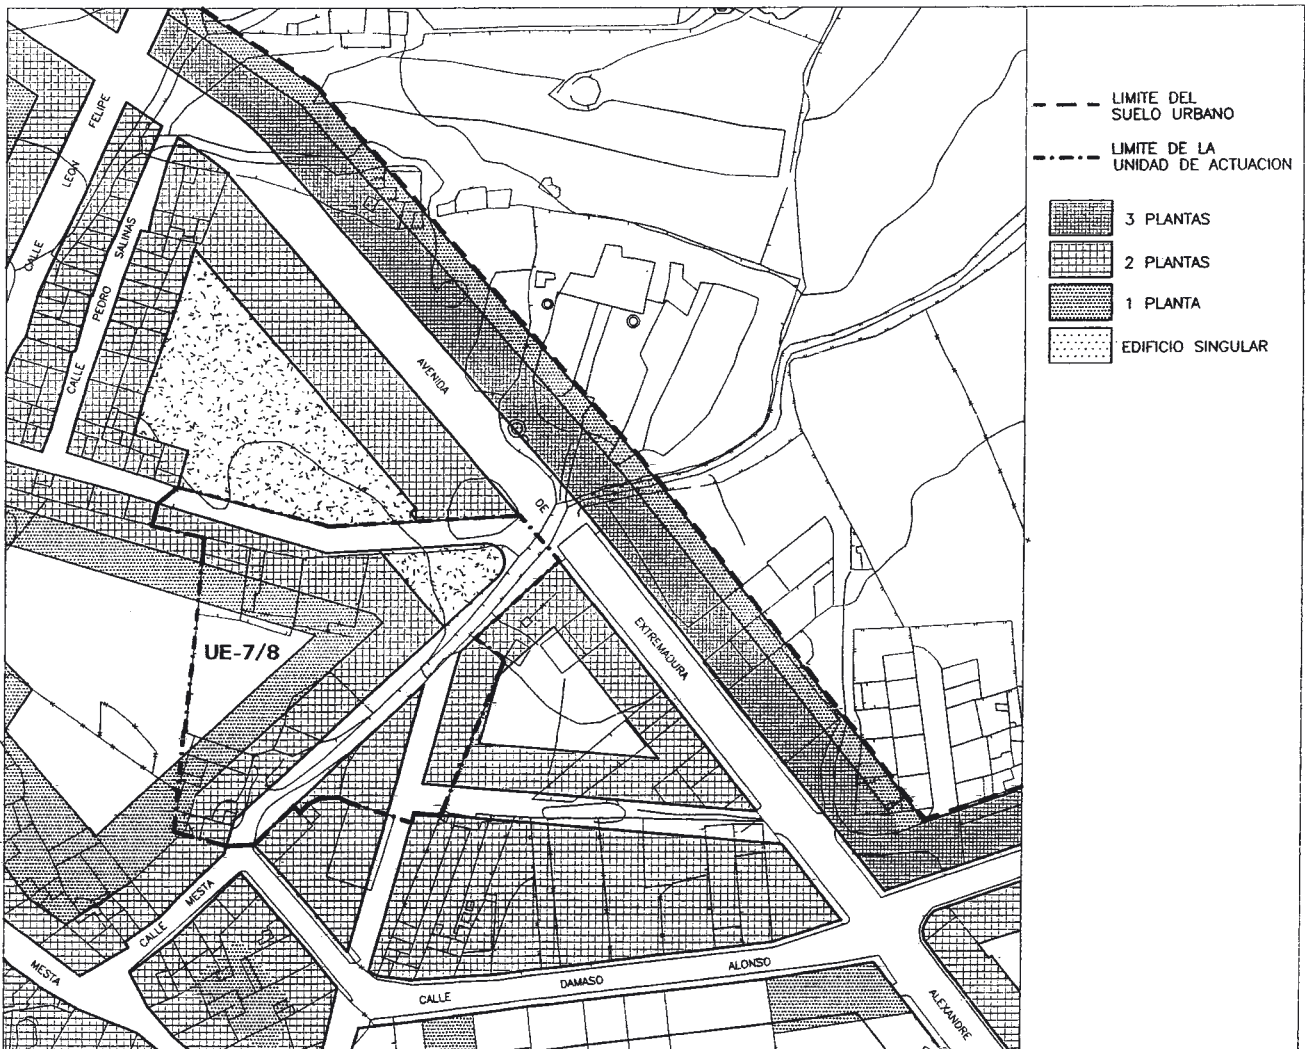 LIMITE DEL
SUELO URBANO
LIMITE DE LA
UNIDAD DE ACTUACION
3 PLANTAS
2 PLANTAS
1 PLANTA
EDIFICIO SINGULAR
CALLE LEON FELIPE
CALLE PEDRO SALINAS
AVENIDA DE EXTREMADURA
UE-7/8
CALLE MESTA
MESTA
CALLE DAMASO ALONSO
ALEXANDRE